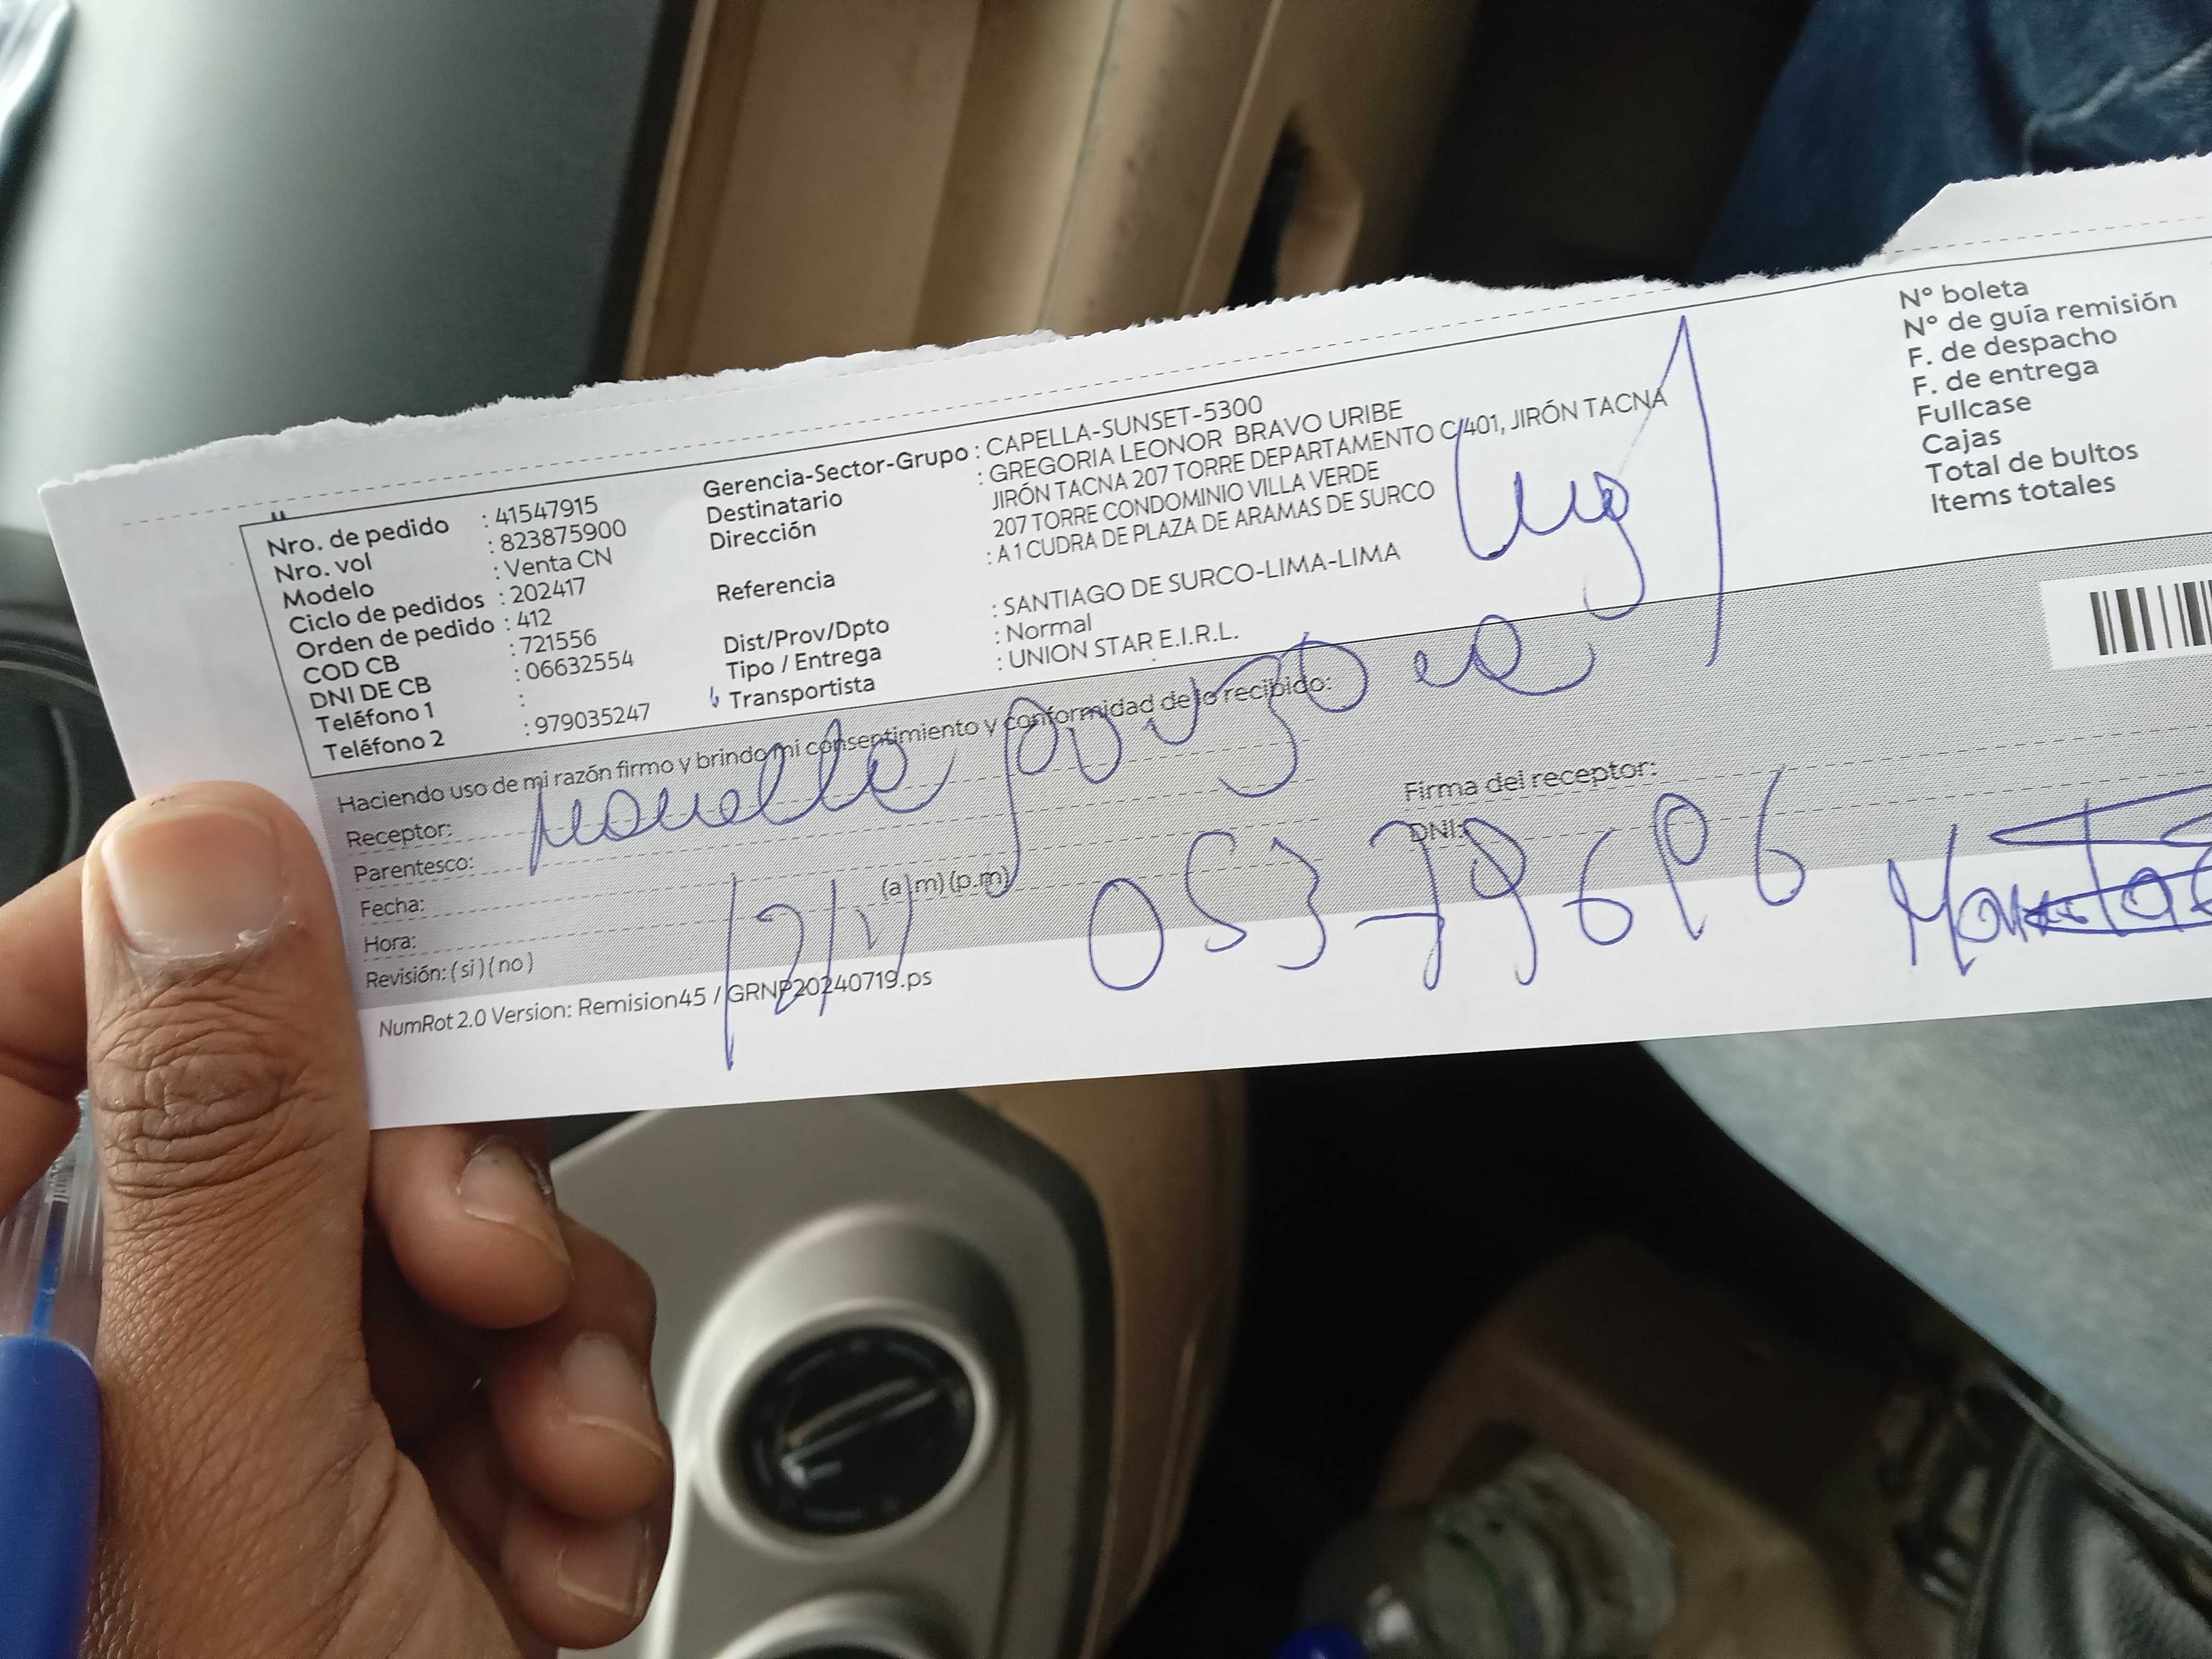 Nro. de pedido : 41547915
Nro. vol : 823875900
Modelo : Venta CN
Ciclo de pedidos : 202417
Orden de pedido : 412
COD CB : 721556
DNI DE CB : 06632554
Teléfono 1 :
Teléfono 2 : 979035247
Gerencia-Sector-Grupo : CAPELLA-SUNSET-5300
Destinatario : GREGORIA LEONOR BRAVO URIBE
Dirección JIRÓN TACNA 207 TORRE DEPARTAMENTO C/401, JIRÓN TACNA
207 TORRE CONDOMINIO VILLA VERDE
Referencia : A 1 CUDRA DE PLAZA DE ARAMAS DE SURCO
Dist/Prov/Dpto : SANTIAGO DE SURCO-LIMA-LIMA
Tipo / Entrega : Normal
Transportista : UNION STAR E.I.R.L.
N° boleta
N° de guía remisión
F. de despacho
F. de entrega
Fullcase
Cajas
Total de bultos
Items totales
Haciendo uso de mi razón firmo y brindo mi consentimiento y conformidad de lo recibido:
Receptor:
Parentesco:
Fecha:
Hora: (a.m) (p.m)
Revisión: ( si ) ( no )
Firma del receptor:
DNI:
NumRot 2.0 Version: Remision45 / GRNP20240719.ps